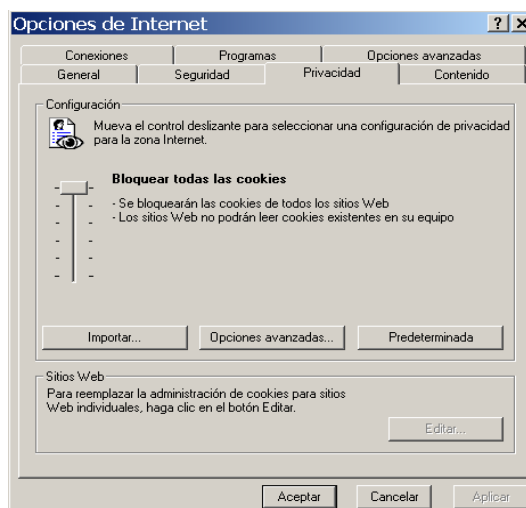 Opciones de Internet
Conexiones Programas Opciones avanzadas
General Seguridad Privacidad Contenido
Configuración
Mueva el control deslizante para seleccionar una configuración de privacidad
para la zona Internet.
Bloquear todas las cookies
- Se bloquearán las cookies de todos los sitios Web
- Los sitios Web no podrán leer cookies existentes en su equipo
Importar... Opciones avanzadas... Predeterminada
Sitios Web
Para reemplazar la administración de cookies para sitios
Web individuales, haga clic en el botón Editar.
Editar...
Aceptar Cancelar Aplicar